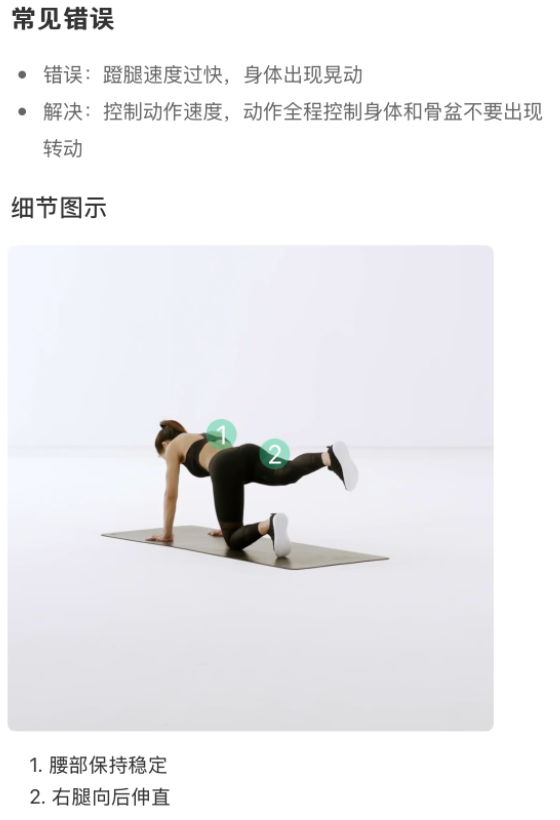 常见错误
错误：蹬腿速度过快，身体出现晃动
解决：控制动作速度，动作全程控制身体和骨盆不要出现
转动
细节图示
1
2
1. 腰部保持稳定
2. 右腿向后伸直